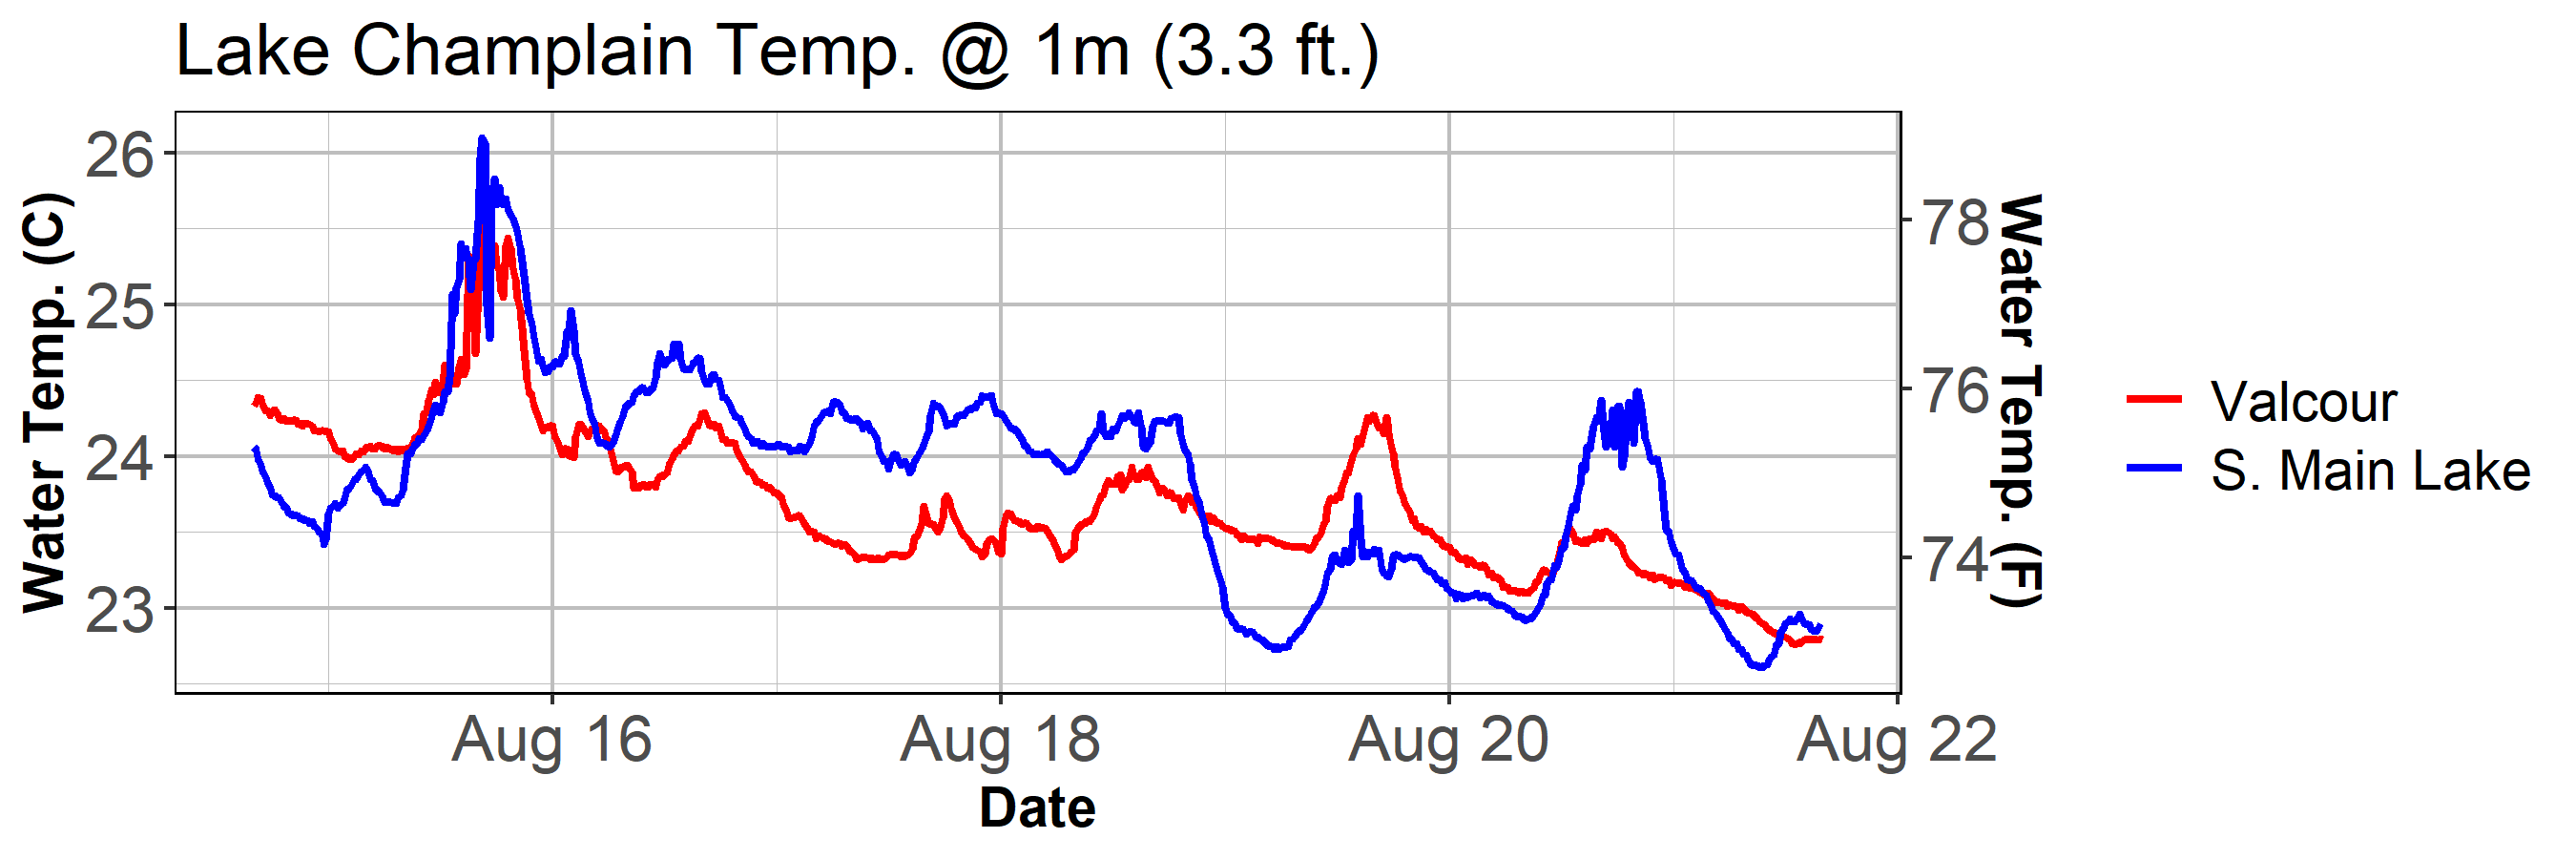 Lake Champlain Temp. @ 1m (3.3 ft.)
Water Temp. (C)
26
25
24
23
78
76
74
Water Temp. (F)
Aug 16
Aug 18
Aug 20
Aug 22
Date
Valcour
S. Main Lake